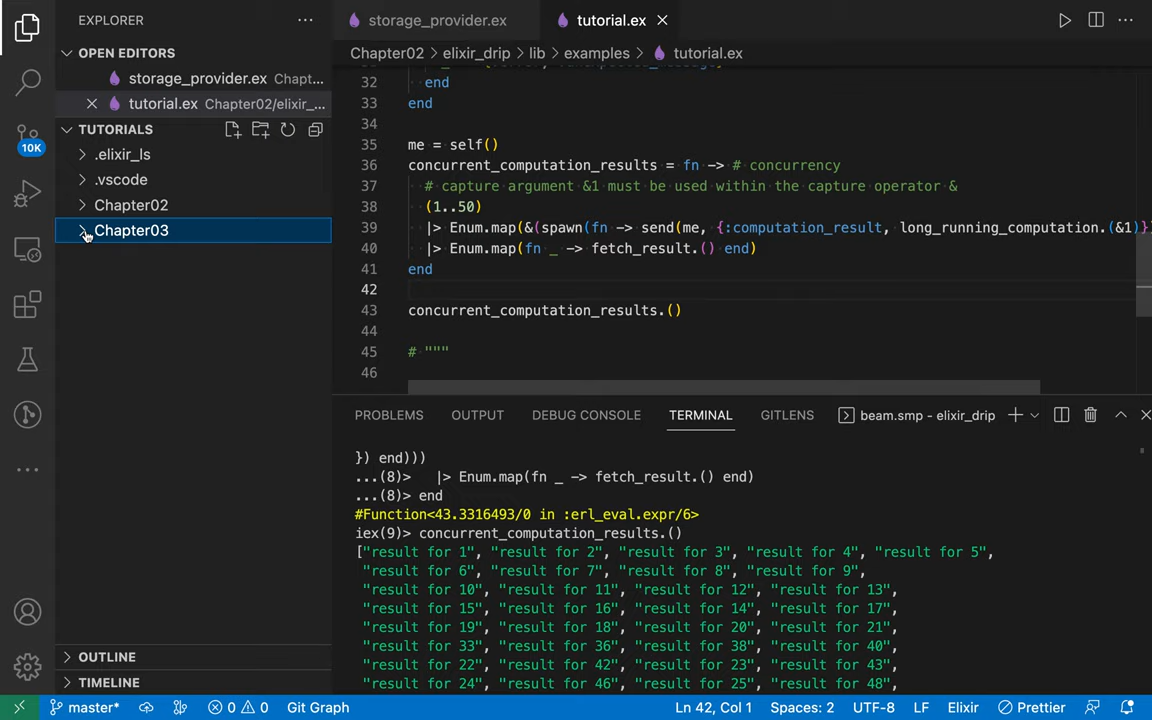 EXPLORER
storage_provider.ex
tutorial.ex
OPEN EDITORS
Chapter02 > elixir_drip > lib > examples > tutorial.ex
storage_provider.ex Chapt...
32 end
tutorial.ex Chapter02/elixir_...
33 end
TUTORIALS
34
35 me = self()
.elixir_ls
36 concurrent_computation_results = fn -> # concurrency
.vscode
37 # capture argument &1 must be used within the capture operator &
10K
Chapter02
38 (1..50)
Chapter03
39 |> Enum.map(&(spawn(fn -> send(me, {:computation_result, long_running_computation.(&1)}
40 |> Enum.map(fn _ -> fetch_result.() end)
41 end
42
43 concurrent_computation_results.()
44
45 # """
46
PROBLEMS OUTPUT DEBUG CONSOLE TERMINAL GITLENS beam.smp - elixir_drip
}) end)))
...(8)> |> Enum.map(fn _ -> fetch_result.() end)
...(8)> end
#Function<43.3316493/0 in :erl_eval.expr/6>
iex(9)> concurrent_computation_results.()
["result for 1", "result for 2", "result for 3", "result for 4", "result for 5",
"result for 6", "result for 7", "result for 8", "result for 9",
"result for 10", "result for 11", "result for 12", "result for 13",
"result for 15", "result for 16", "result for 14", "result for 17",
"result for 19", "result for 18", "result for 20", "result for 21",
"result for 33", "result for 36", "result for 38", "result for 40",
"result for 22", "result for 42", "result for 23", "result for 43",
"result for 24", "result for 46", "result for 25", "result for 48",
OUTLINE
TIMELINE
master* 0 0 Git Graph Ln 42, Col 1 Spaces: 2 UTF-8 LF Elixir Prettier